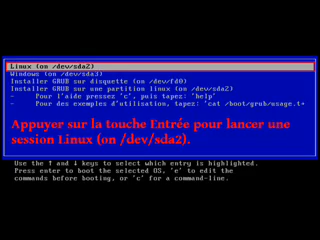 Linux (on /dev/sda2)
Windows (on /dev/sda3)
Installer GRUB sur disquette (on /dev/fd0)
Installer GRUB sur une partition linux (on /dev/sda2)
- Pour l'aide pressez 'c', puis tapez: 'help'
- Pour des exemples d'utilisation, tapez: 'cat /boot/grub/usage.t+
Appuyer sur la touche Entrée pour lancer une
session Linux (on /dev/sda2).
Use the ↑ and ↓ keys to select which entry is highlighted.
Press enter to boot the selected OS, 'e' to edit the
commands before booting, or 'c' for a command-line.